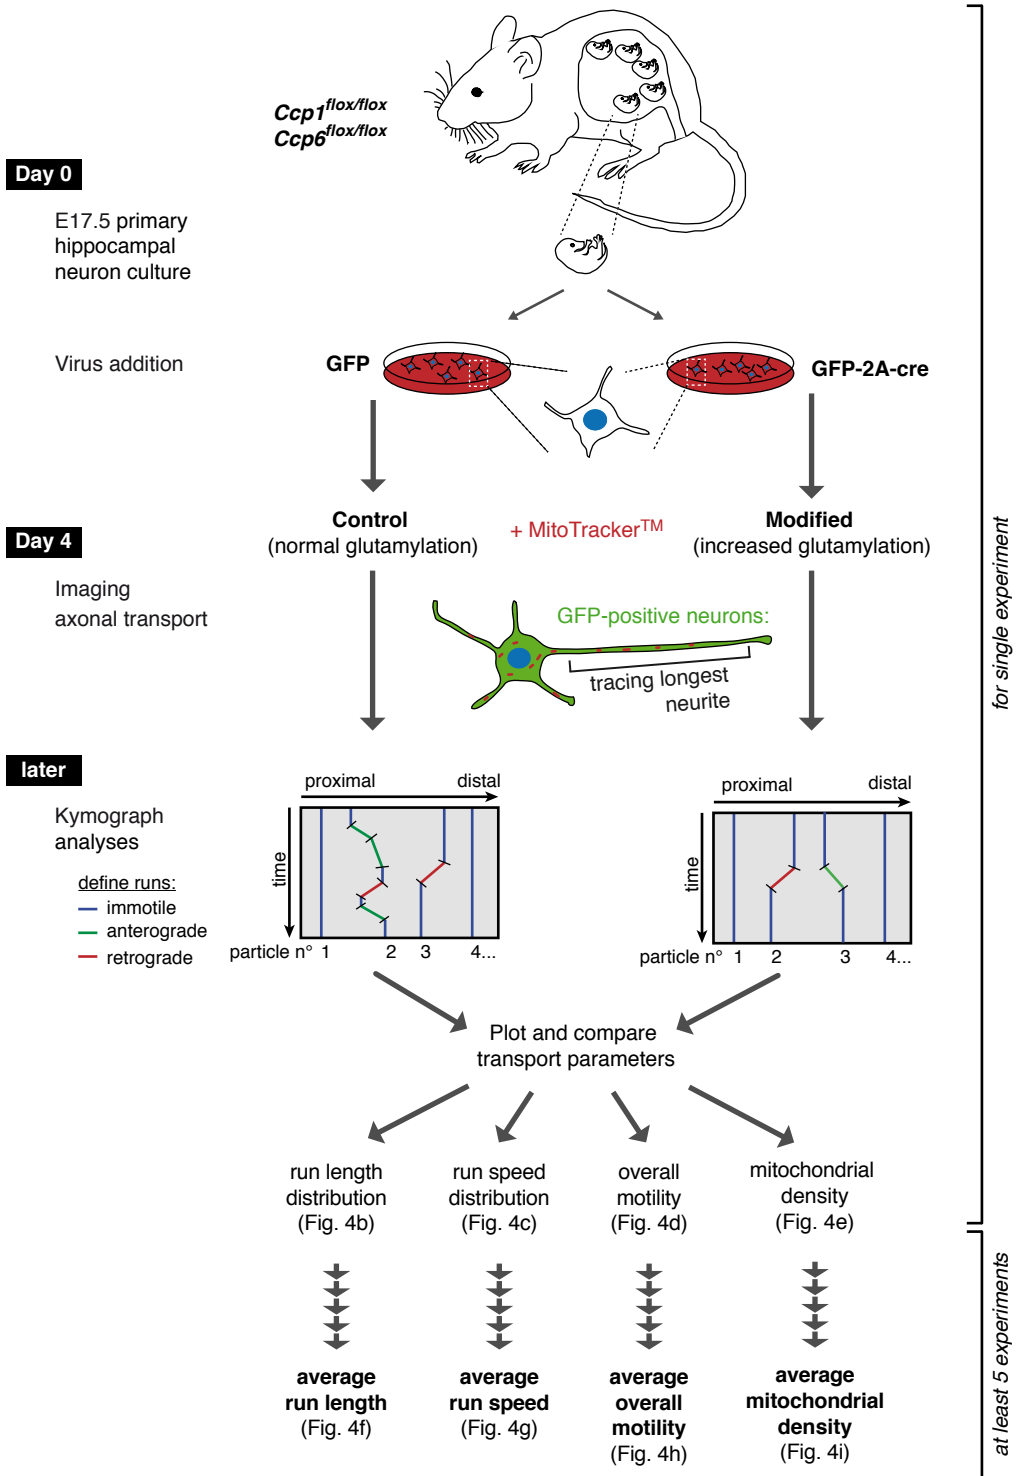 Ccp1flox/flox
Ccp6flox/flox
Day 0
E17.5 primary
hippocampal
neuron culture
Virus addition
GFP
GFP-2A-cre
Control
(normal glutamylation)
+ MitoTracker™
Modified
(increased glutamylation)
Day 4
Imaging
axonal transport
GFP-positive neurons:
tracing longest
neurite
for single experiment
later
Kymograph
analyses
define runs:
immotile
anterograde
retrograde
proximal distal
time
particle n° 1 2 3 4...
proximal distal
time
particle n° 1 2 3 4...
Plot and compare
transport parameters
run length
distribution
(Fig. 4b)
run speed
distribution
(Fig. 4c)
overall
motility
(Fig. 4d)
mitochondrial
density
(Fig. 4e)
average
run length
(Fig. 4f)
average
run speed
(Fig. 4g)
average
overall
motility
(Fig. 4h)
average
mitochondrial
density
(Fig. 4i)
at least 5 experiments